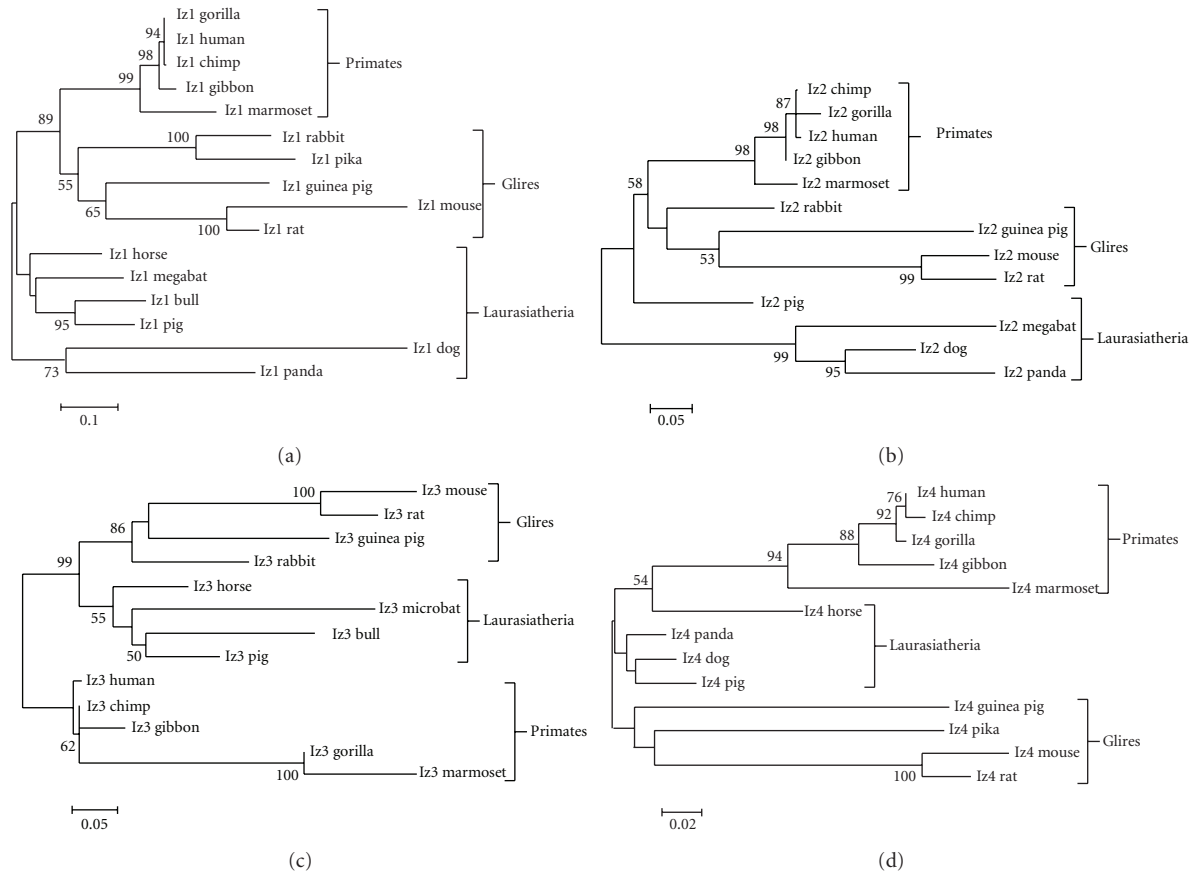 Iz1 gorilla
94
Iz1 human
98
Iz1 chimp
Primates
99
Iz1 gibbon
Iz1 marmoset
89
100
Iz1 rabbit
Iz1 pika
55
Iz1 guinea pig
Glires
65
Iz1 mouse
100
Iz1 rat
Iz1 horse
Iz1 megabat
Iz1 bull
Laurasiatheria
95
Iz1 pig
Iz1 dog
73
Iz1 panda
0.1
(a)
Iz2 chimp
87
Iz2 gorilla
98
Iz2 human
Primates
98
Iz2 gibbon
58
Iz2 marmoset
Iz2 rabbit
Iz2 guinea pig
Glires
53
Iz2 mouse
99
Iz2 rat
Iz2 pig
Iz2 megabat
Laurasiatheria
99
Iz2 dog
95
Iz2 panda
0.05
(b)
100
Iz3 mouse
86
Iz3 rat
Glires
Iz3 guinea pig
99
Iz3 rabbit
Iz3 horse
55
Iz3 microbat
Laurasiatheria
Iz3 bull
50
Iz3 pig
Iz3 human
Iz3 chimp
Iz3 gibbon
Primates
62
Iz3 gorilla
100
Iz3 marmoset
0.05
(c)
76
Iz4 human
92
Iz4 chimp
88
Iz4 gorilla
Primates
94
Iz4 gibbon
54
Iz4 marmoset
Iz4 horse
Iz4 panda
Laurasiatheria
Iz4 dog
Iz4 pig
Iz4 guinea pig
Iz4 pika
Glires
Iz4 mouse
100
Iz4 rat
0.02
(d)